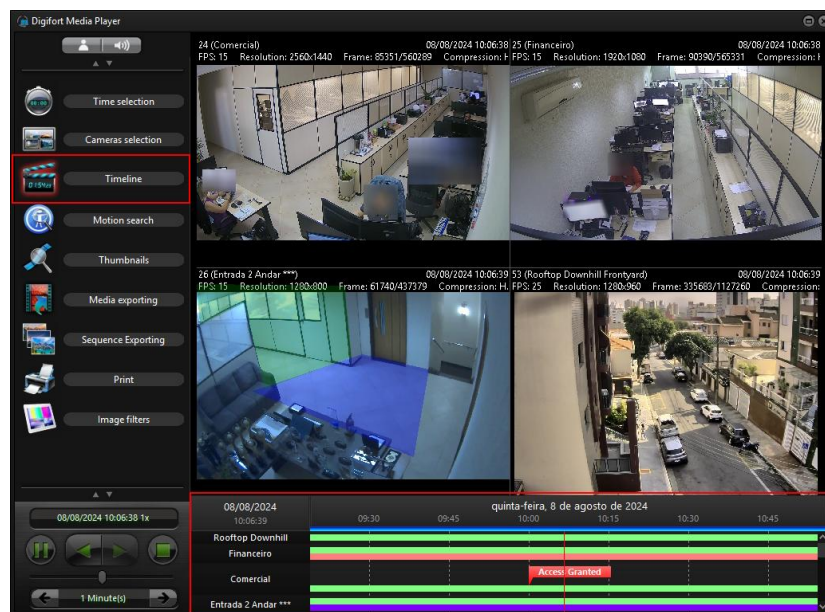 Digifort Media Player
Time selection
Cameras selection
Timeline
Motion search
Thumbnails
Media exporting
Sequence Exporting
Print
Image filters
08/08/2024 10:06:38 1x
1 Minute(s)
24 (Comercial) 08/08/2024 10:06:38
FPS: 15 Resolution: 2560x1440 Frame: 85351/560289 Compression: H
25 (Financeiro) 08/08/2024 10:06:38
FPS: 15 Resolution: 1920x1080 Frame: 90390/565331 Compression: H
26 (Entrada 2 Andar ***) 08/08/2024 10:06:39
FPS: 15 Resolution: 1280x800 Frame: 61740/437379 Compression: H.
53 (Rooftop Downhill Frontyard) 08/08/2024 10:06:39
FPS: 25 Resolution: 1280x960 Frame: 335683/1127260 Compression:
08/08/2024
10:06:39
quinta-feira, 8 de agosto de 2024
09:30 09:45 10:00 10:15 10:30 10:45
Rooftop Downhill
Financeiro
Comercial
Access Granted
Entrada 2 Andar ***